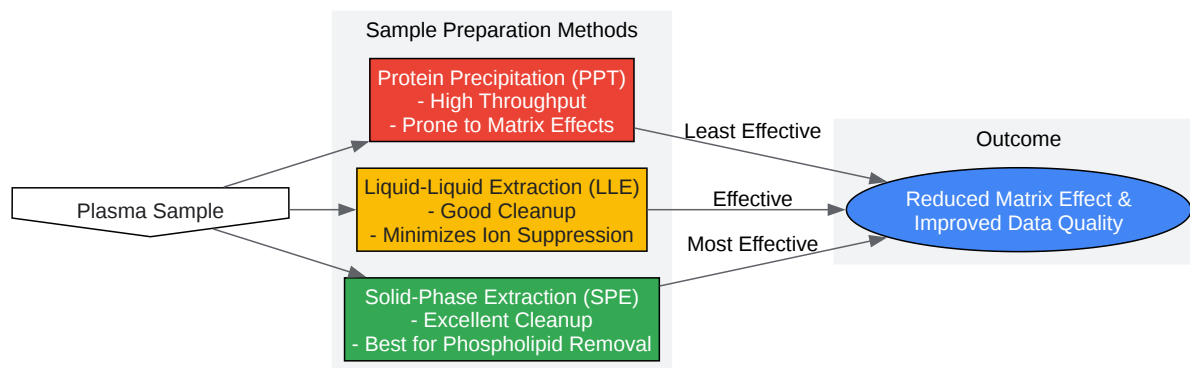 Sample Preparation Methods
Protein Precipitation (PPT)
- High Throughput
- Prone to Matrix Effects
Least Effective
Outcome
Plasma Sample
Liquid-Liquid Extraction (LLE)
- Good Cleanup
- Minimizes Ion Suppression
Effective
Reduced Matrix Effect &
Improved Data Quality
Most Effective
Solid-Phase Extraction (SPE)
- Excellent Cleanup
- Best for Phospholipid Removal